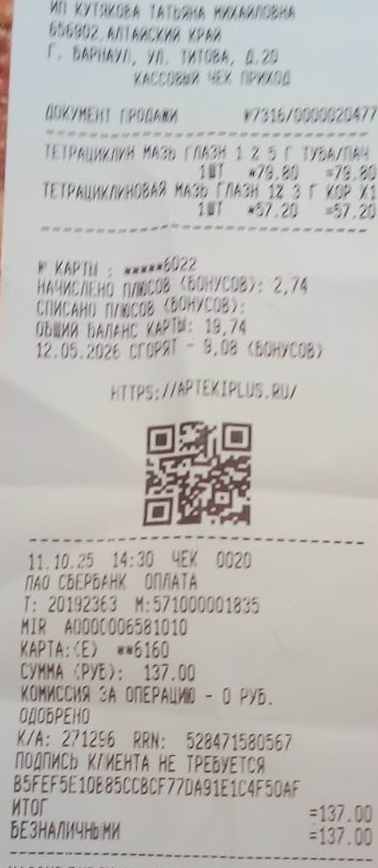 ИП КУТЯКОВА ТАТЬЯНА МИХАЙЛОВНА
656902,АЛТАЙСКИЙ КРАЙ
Г. БАРНАУЛ, УЛ. ТИТОВА, Д.20
КАССОВЫЙ ЧЕК ПРИХОД
ДОКУМЕНТ ПРОДАЖИ #7316/0000020477
ТЕТРАЦИКЛИН МАЗЬ ГЛАЗН 1% 5 Г ТУБА/ПАЧ
1ШТ *79.80 =79.80
ТЕТРАЦИКЛИНОВАЯ МАЗЬ ГЛАЗН 1% 3 Г КОР X1
1ШТ *57.20 =57.20
№ КАРТЫ : *****6022
НАЧИСЛЕНО ПЛЮСОВ (БОНУСОВ): 2,74
СПИСАНО ПЛЮСОВ (БОНУСОВ):
ОБЩИЙ БАЛАНС КАРТЫ: 19,74
12.05.2026 СГОРЯТ - 9,08 (БОНУСОВ)
HTTPS://APTEKIPLUS.RU/
11.10.25 14:30 ЧЕК 0020
ПАО СБЕРБАНК ОПЛАТА
Т: 20192363 М:571000001835
MIR A0000006581010
КАРТА:(E) **6160
СУММА (РУБ): 137.00
КОМИССИЯ ЗА ОПЕРАЦИЮ - 0 РУБ.
ОДОБРЕНО
К/А: 271296 RRN: 528471580567
ПОДПИСЬ КЛИЕНТА НЕ ТРЕБУЕТСЯ
B5FEF5E10B85CCBCF77DA91E1C4F50AF
ИТОГ =137.00
БЕЗНАЛИЧНЫМИ =137.00